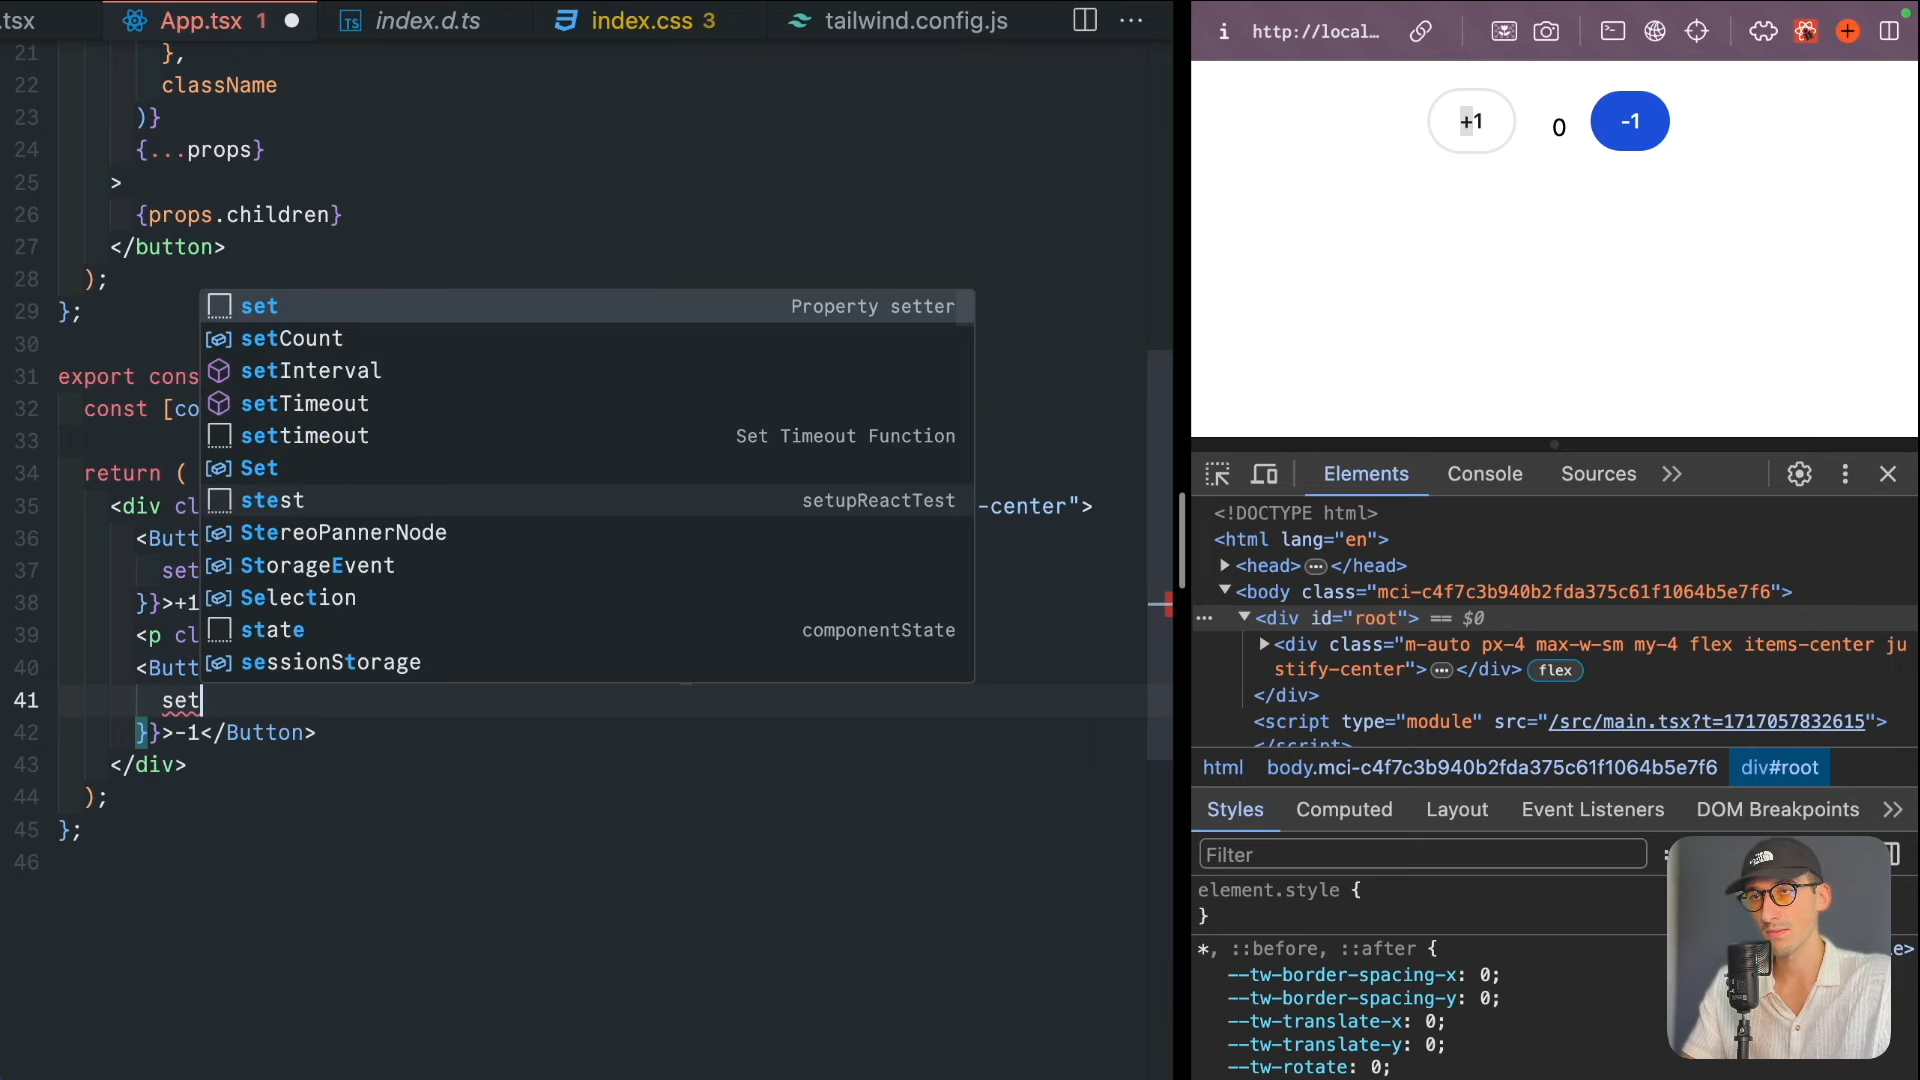 .tsx
App.tsx 1
index.d.ts
index.css 3
tailwind.config.js
21 },
22 className
23 )}
24 {...props}
25 >
26 {props.children}
27 </button>
28 );
29 };
30
31 export cons
32 const [co
33
34 return (
35 <div cl -center">
36 <Butt
37 set
38 }}>+1
39 <p cl
40 <Butt
41 set
42 }}>-1</Button>
43 </div>
44 );
45 };
46
set Property setter
setCount
setInterval
setTimeout
settimeout Set Timeout Function
Set
stest setupReactTest
StereoPannerNode
StorageEvent
Selection
state componentState
sessionStorage
http://local…
+1 0 -1
Elements Console Sources
<!DOCTYPE html>
<html lang="en">
<head> </head>
<body class="mci-c4f7c3b940b2fda375c61f1064b5e7f6">
<div id="root"> == $0
<div class="m-auto px-4 max-w-sm my-4 flex items-center ju
stify-center"> </div> flex
</div>
<script type="module" src="/src/main.tsx?t=1717057832615">
</script>
html body.mci-c4f7c3b940b2fda375c61f1064b5e7f6 div#root
Styles Computed Layout Event Listeners DOM Breakpoints
Filter
element.style {
}
*, ::before, ::after { le>
--tw-border-spacing-x: 0;
--tw-border-spacing-y: 0;
--tw-translate-x: 0;
--tw-translate-y: 0;
--tw-rotate: 0;